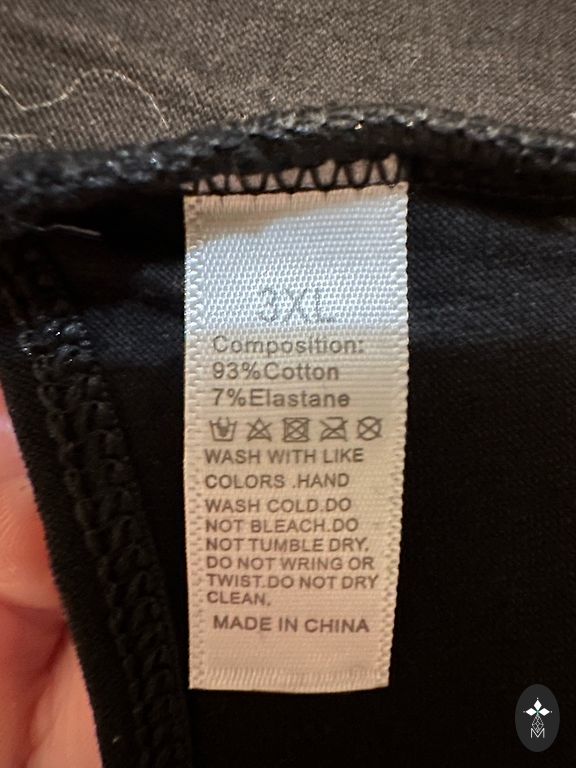 3XL
Composition:
93%Cotton
7%Elastane
WASH WITH LIKE
COLORS .HAND
WASH COLD.DO
NOT BLEACH.DO
NOT TUMBLE DRY.
DO NOT WRING OR
TWIST.DO NOT DRY
CLEAN.
MADE IN CHINA
M